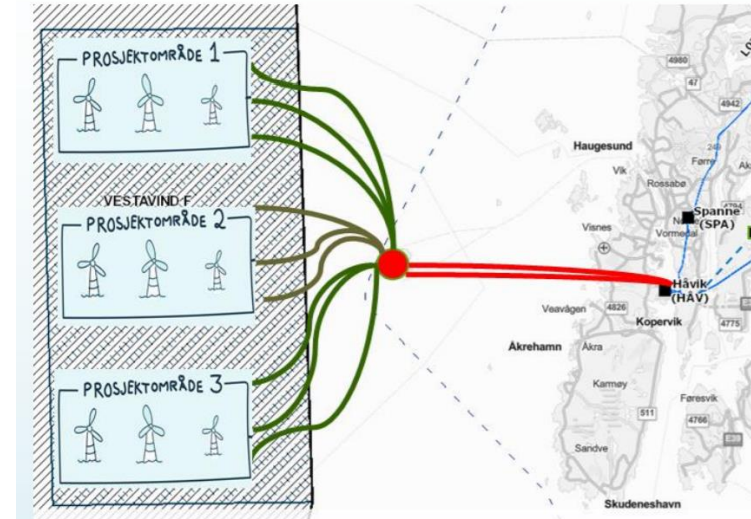 PROSJEKTOMRÅDE 1
VESTAVIND F
PROSJEKTOMRÅDE 2
PROSJEKTOMRÅDE 3
4980
47
4942
Haugesund
Vik
Førre
Rossabø
Spanne
(SPA)
Visnes
Vormedal
Håvik
(HÅV)
Veavågen
4826
Kopervik
4775
Åkrehamn
Åkra
Karmøy
Føresvik
511
4766
Sandve
Skudeneshavn